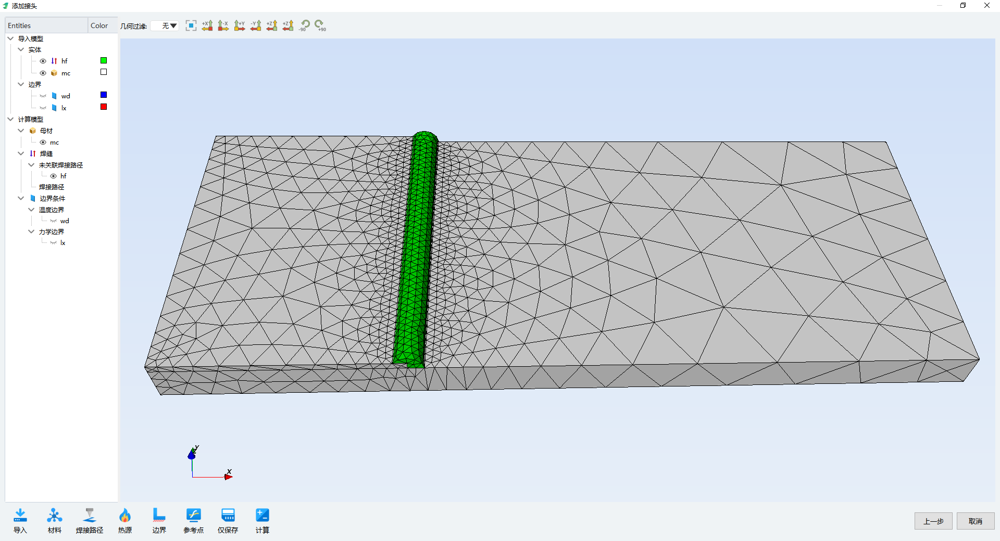 添加接头
Entities
Color
几何过滤:
无
+X
-X
+Y
-Y
+Z
+Z
-90
+90
导入模型
实体
hf
mc
边界
wd
lx
计算模型
母材
mc
焊缝
未关联焊接路径
hf
焊接路径
边界条件
温度边界
wd
力学边界
lx
Y
Z
X
导入
材料
焊接路径
热源
边界
参考点
仅保存
计算
上一步
取消